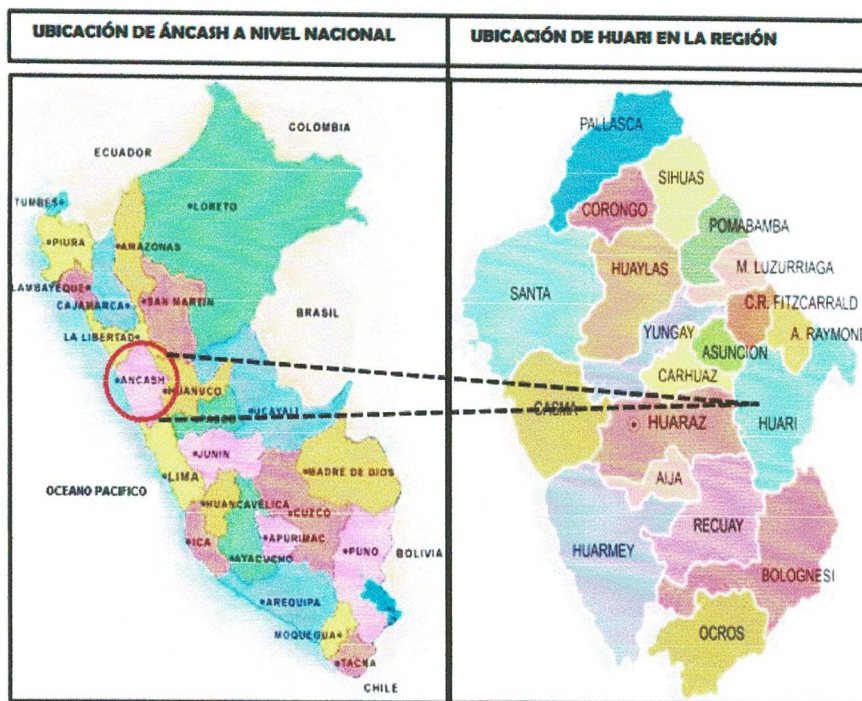 UBICACIÓN DE ÁNCASH A NIVEL NACIONAL
UBICACIÓN DE HUARI EN LA REGIÓN
COLOMBIA
ECUADOR
TUMBES
LORETO
PIURA
AMAZONAS
LAMBAYEQUE
CAJAMARCA
SAN MARTIN
BRASIL
LA LIBERTAD
ANCASH
HUANUCO
PASCO
UCAYALI
JUNIN
LIMA
MADRE DE DIOS
OCEANO PACIFICO
HUANCAVELICA
CUZCO
ICA
APURIMAC
PUNO
BOLIVIA
AYACUCHO
AREQUIPA
MOQUEGUA
TACNA
CHILE
PALLASCA
SIHUAS
CORONGO
POMABAMBA
HUAYLAS
M. LUZURRIAGA
SANTA
C.R. FITZCARRALD
YUNGAY
A. RAYMOND
ASUNCIÓN
CARHUAZ
CASMA
HUARAZ
HUARI
AIJA
RECUAY
HUARMEY
BOLOGNESI
OCROS